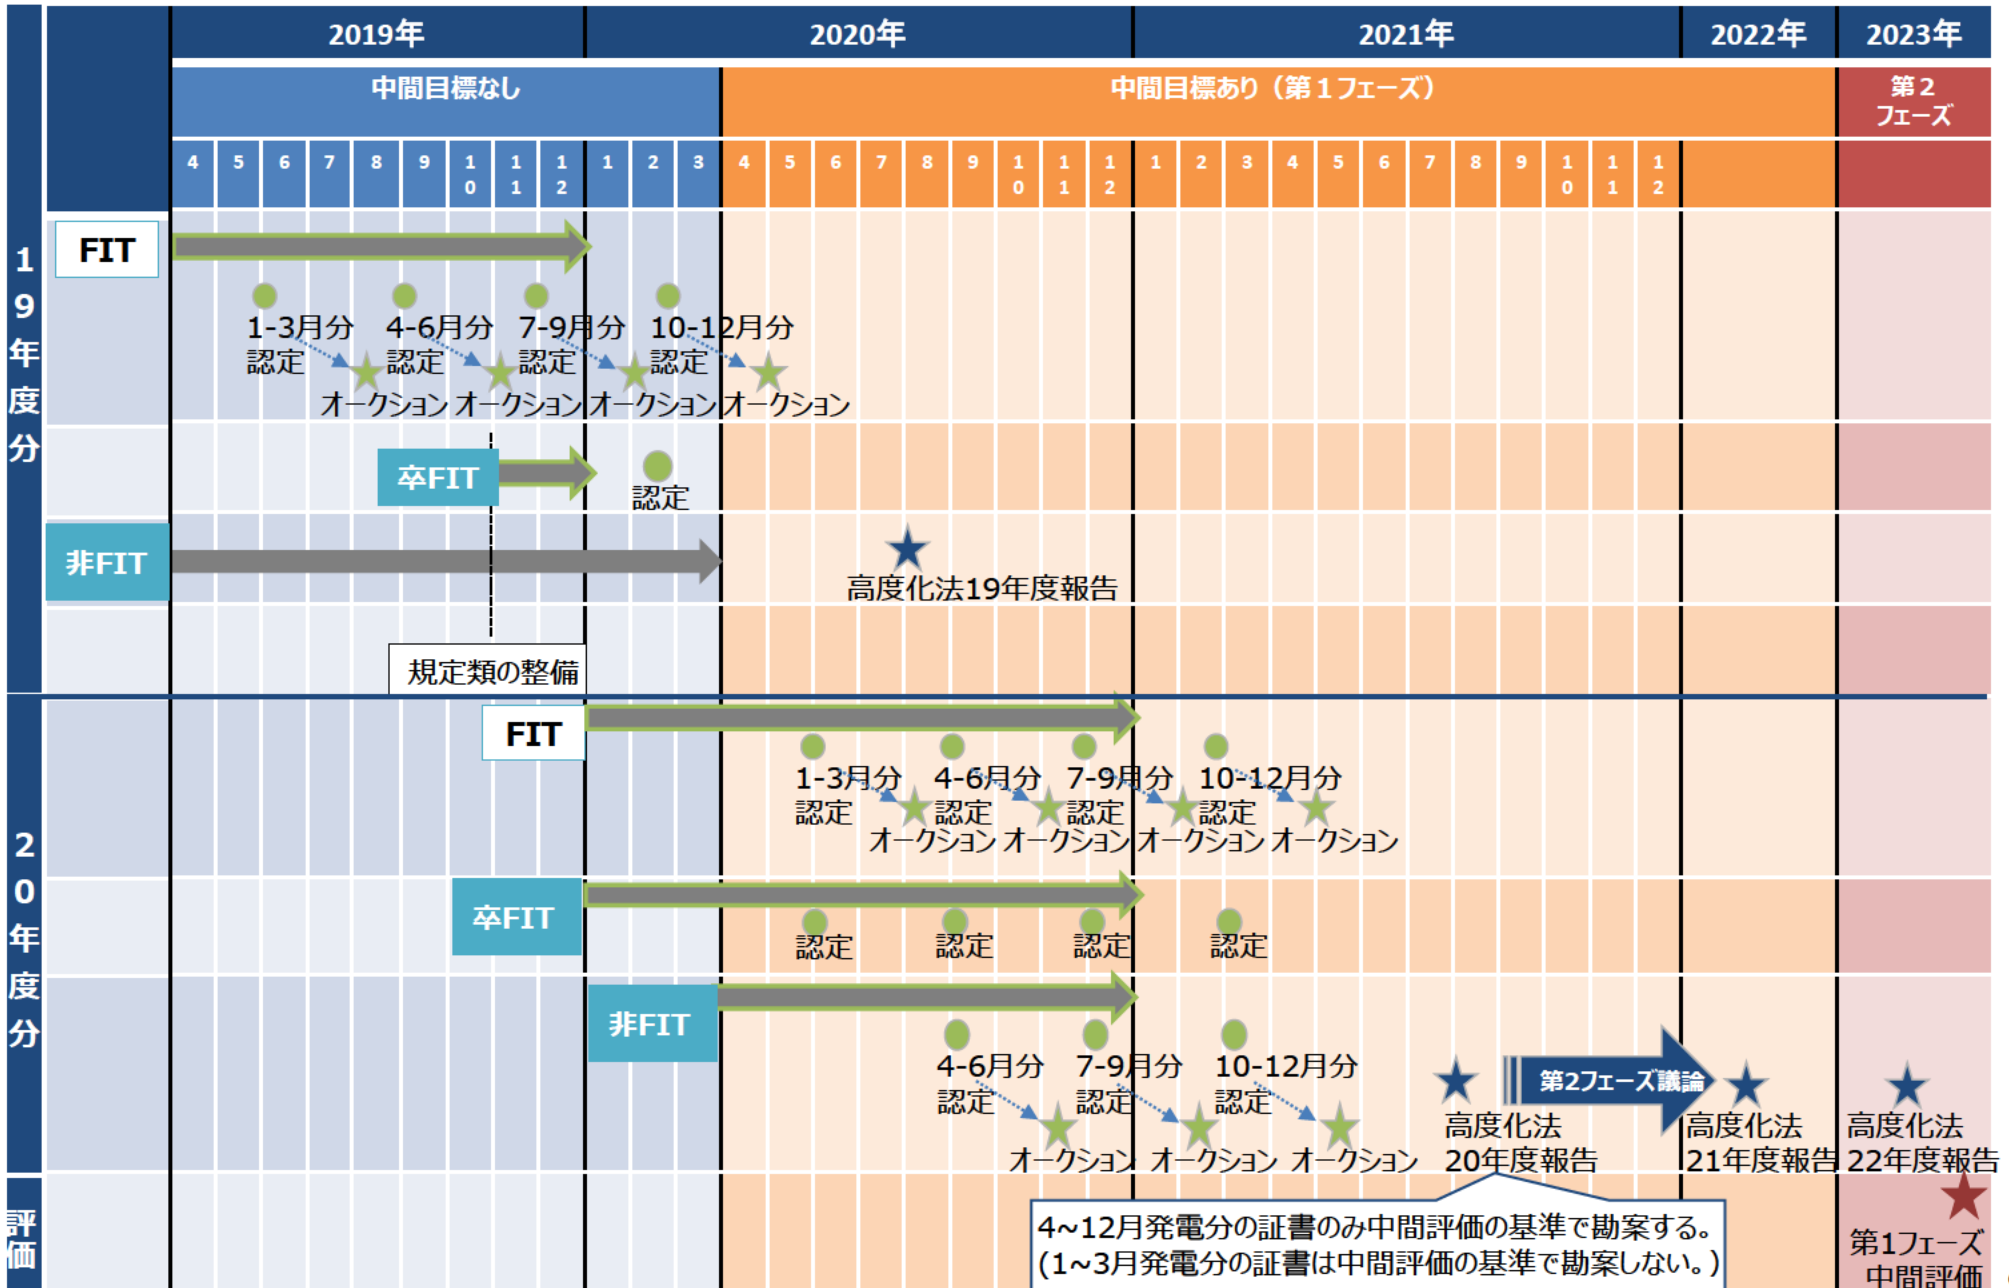 2019年 2020年 2021年 2022年 2023年
中間目標なし 中間目標あり（第１フェーズ） 第２
フェーズ
4 5 6 7 8 9 10 11 12 1 2 3 4 5 6 7 8 9 10 11 12 1 2 3 4 5 6 7 8 9 10 11 12
19年度分
FIT
1-3月分 4-6月分 7-9月分 10-12月分
認定 認定 認定 認定
オークション オークション オークション オークション
卒FIT
認定
非FIT
高度化法19年度報告
規定類の整備
20年度分
FIT
1-3月分 4-6月分 7-9月分 10-12月分
認定 認定 認定 認定
オークション オークション オークション オークション
卒FIT
認定 認定 認定 認定
非FIT
4-6月分 7-9月分 10-12月分
認定 認定 認定
オークション オークション オークション
第2フェーズ議論
高度化法 高度化法 高度化法
20年度報告 21年度報告 22年度報告
評価
4~12月発電分の証書のみ中間評価の基準で勘案する。
(1~3月発電分の証書は中間評価の基準で勘案しない。)
第1フェーズ
中間評価